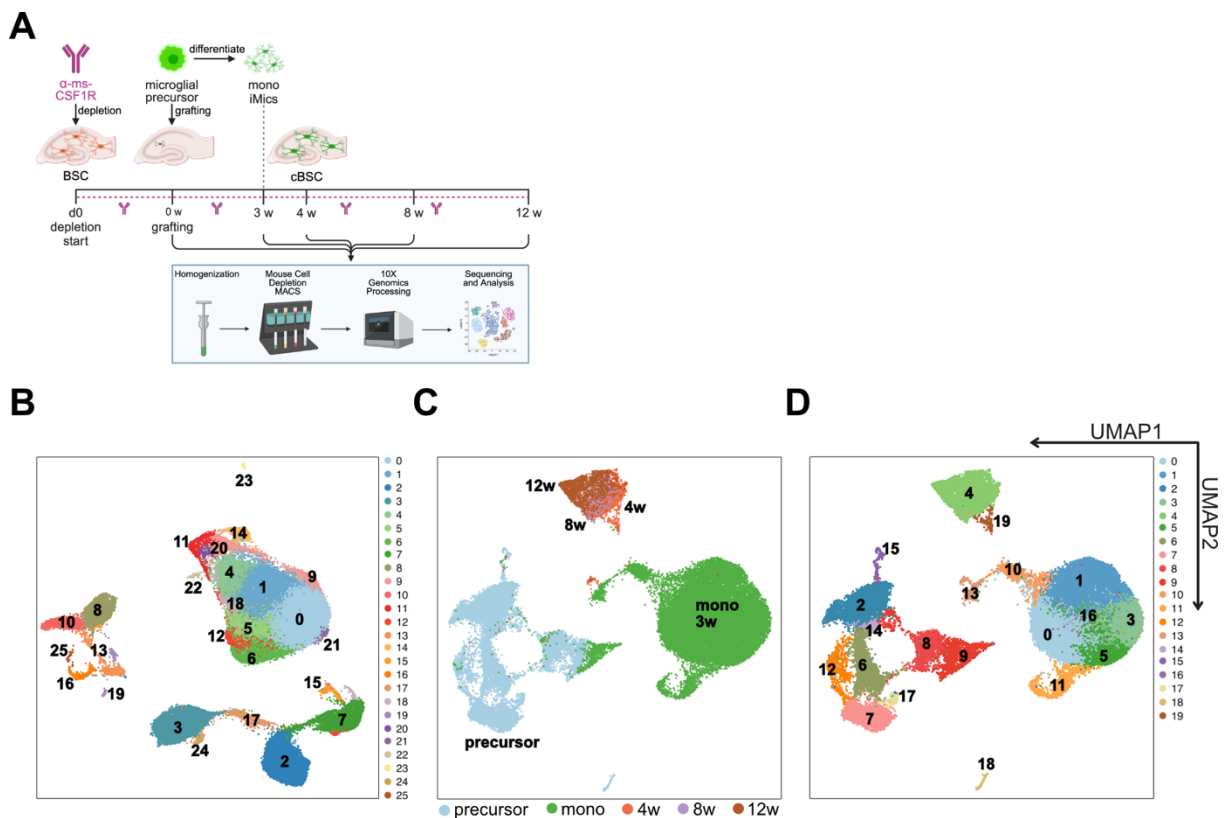 A
differentiate
α-ms-
CSF1R
microglial
precursor
mono
iMics
depletion
grafting
BSC
cBSC
d0
depletion
start
0 w
grafting
3 w
4 w
8 w
12 w
Homogenization
Mouse Cell
Depletion
MACS
10X
Genomics
Processing
Sequencing
and Analysis
UMAP1
B
23
11
14
20
4
1
9
22
18
0
8
10
5
12
21
6
25
13
16
19
15
3
17
7
24
2
0
1
2
3
4
5
6
7
8
9
10
11
12
13
14
15
16
17
18
19
20
21
22
23
24
25
C
12w
4w
8w
mono
3w
precursor
precursor
mono
4w
8w
12w
D
UMAP1
UMAP2
4
19
15
10
1
13
2
16
3
0
14
8
5
12
6
9
11
17
7
18
0
1
2
3
4
5
6
7
8
9
10
11
12
13
14
15
16
17
18
19